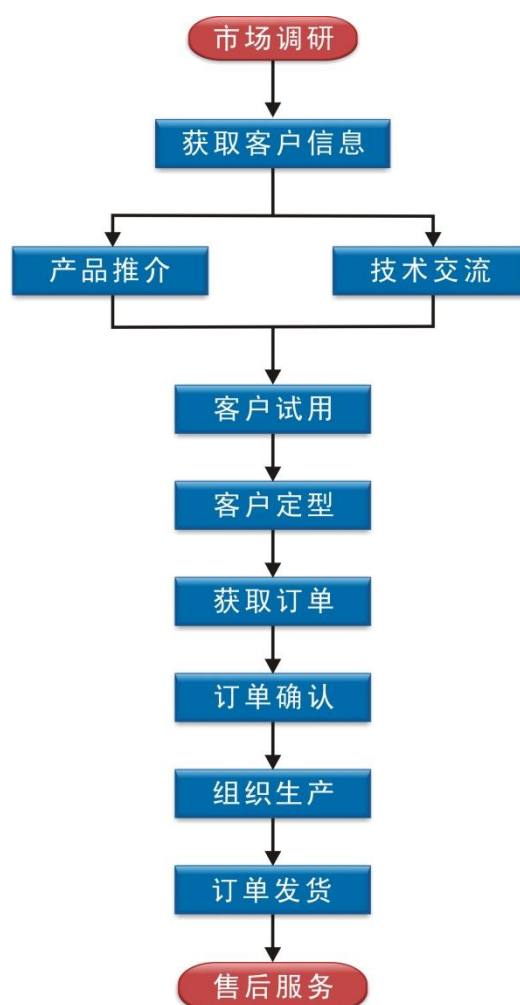 市场调研
获取客户信息
产品推介
技术交流
客户试用
客户定型
获取订单
订单确认
组织生产
订单发货
售后服务